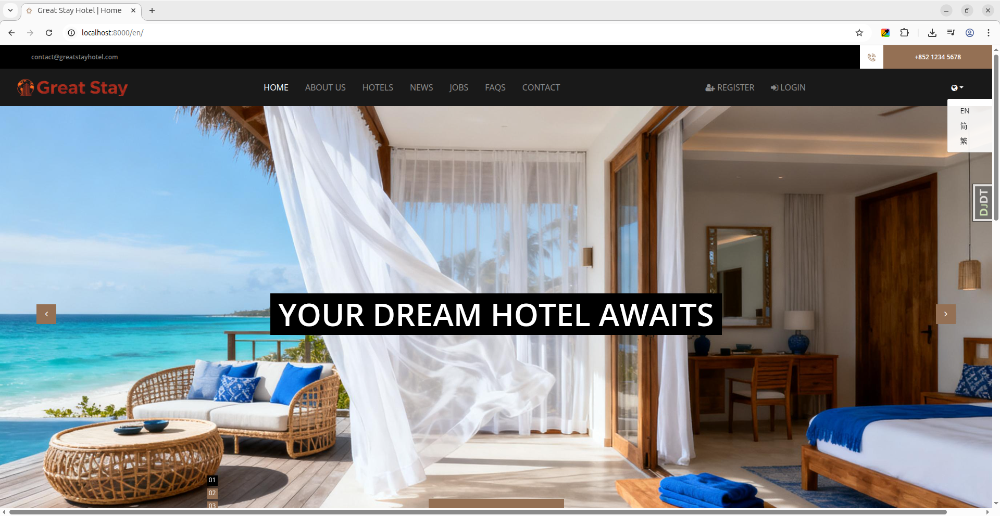 Great Stay Hotel | Home
localhost:8000/en/
contact@greatstayhotel.com
+852 1234 5678
Great Stay
HOME
ABOUT US
HOTELS
NEWS
JOBS
FAQS
CONTACT
REGISTER
LOGIN
EN
简
繁
DJDT
YOUR DREAM HOTEL AWAITS
01
02
03